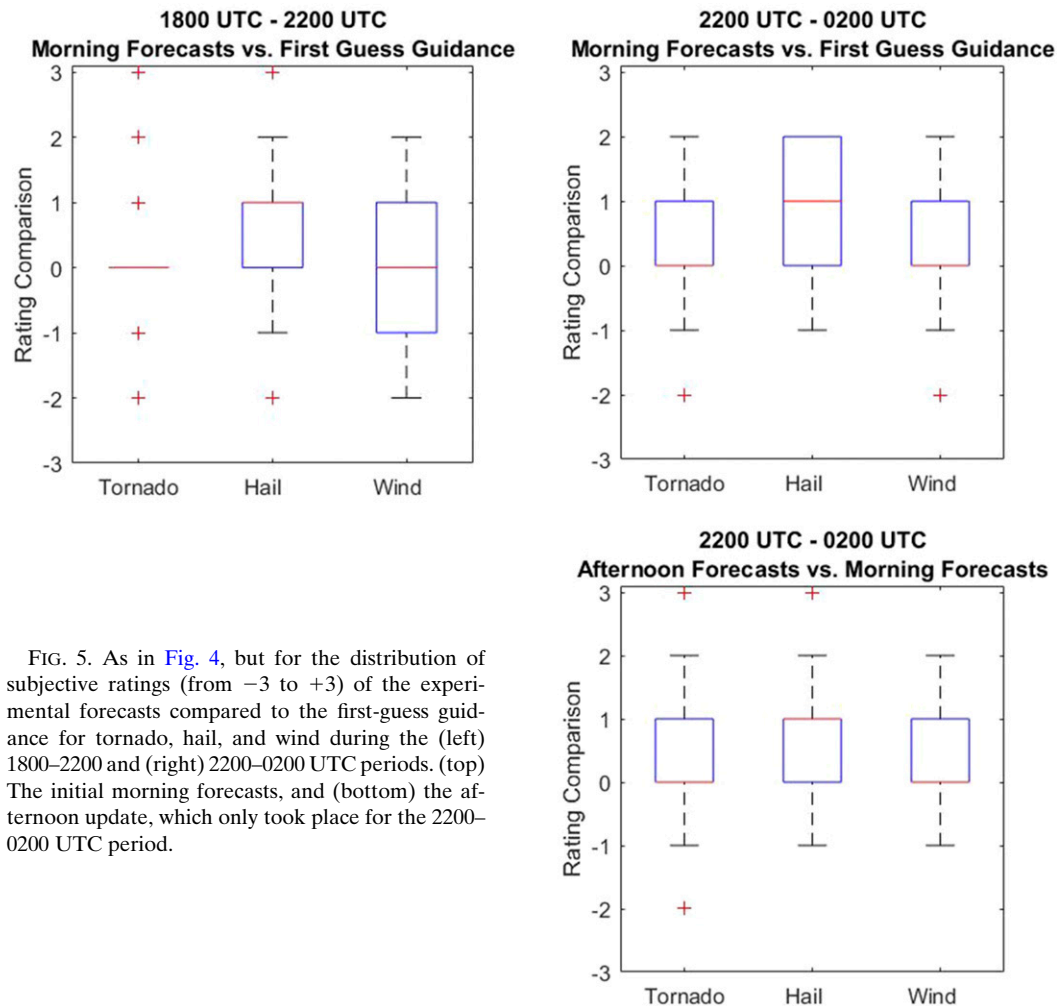 1800 UTC - 2200 UTC
Morning Forecasts vs. First Guess Guidance
3
2
1
0
-1
-2
-3
Rating Comparison
Tornado Hail Wind
2200 UTC - 0200 UTC
Morning Forecasts vs. First Guess Guidance
3
2
1
0
-1
-2
-3
Rating Comparison
Tornado Hail Wind
2200 UTC - 0200 UTC
Afternoon Forecasts vs. Morning Forecasts
3
2
1
0
-1
-2
-3
Rating Comparison
Tornado Hail Wind
FIG. 5. As in Fig. 4, but for the distribution of
subjective ratings (from −3 to +3) of the experi-
mental forecasts compared to the first-guess guid-
ance for tornado, hail, and wind during the (left)
1800–2200 and (right) 2200–0200 UTC periods. (top)
The initial morning forecasts, and (bottom) the af-
ternoon update, which only took place for the 2200–
0200 UTC period.